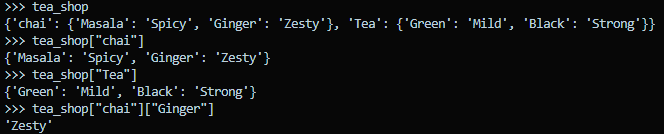 >>> tea_shop
{'chai': {'Masala': 'Spicy', 'Ginger': 'Zesty'}, 'Tea': {'Green': 'Mild', 'Black': 'Strong'}}
>>> tea_shop["chai"]
{'Masala': 'Spicy', 'Ginger': 'Zesty'}
>>> tea_shop["Tea"]
{'Green': 'Mild', 'Black': 'Strong'}
>>> tea_shop["chai"]["Ginger"]
'Zesty'